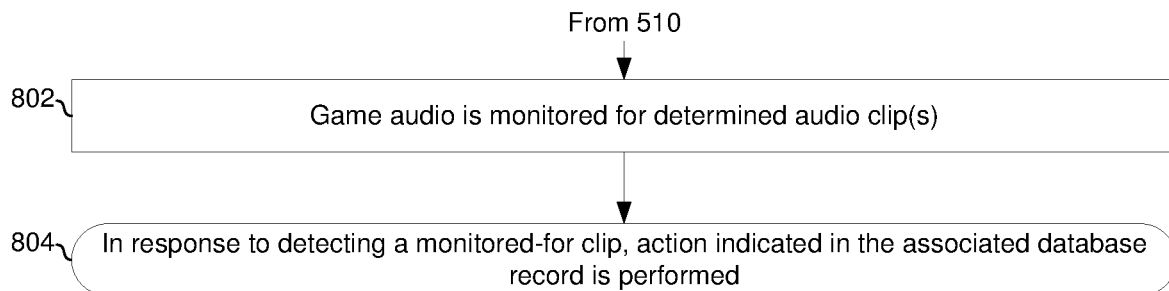 From 510
802
Game audio is monitored for determined audio clip(s)
804
In response to detecting a monitored-for clip, action indicated in the associated database
record is performed